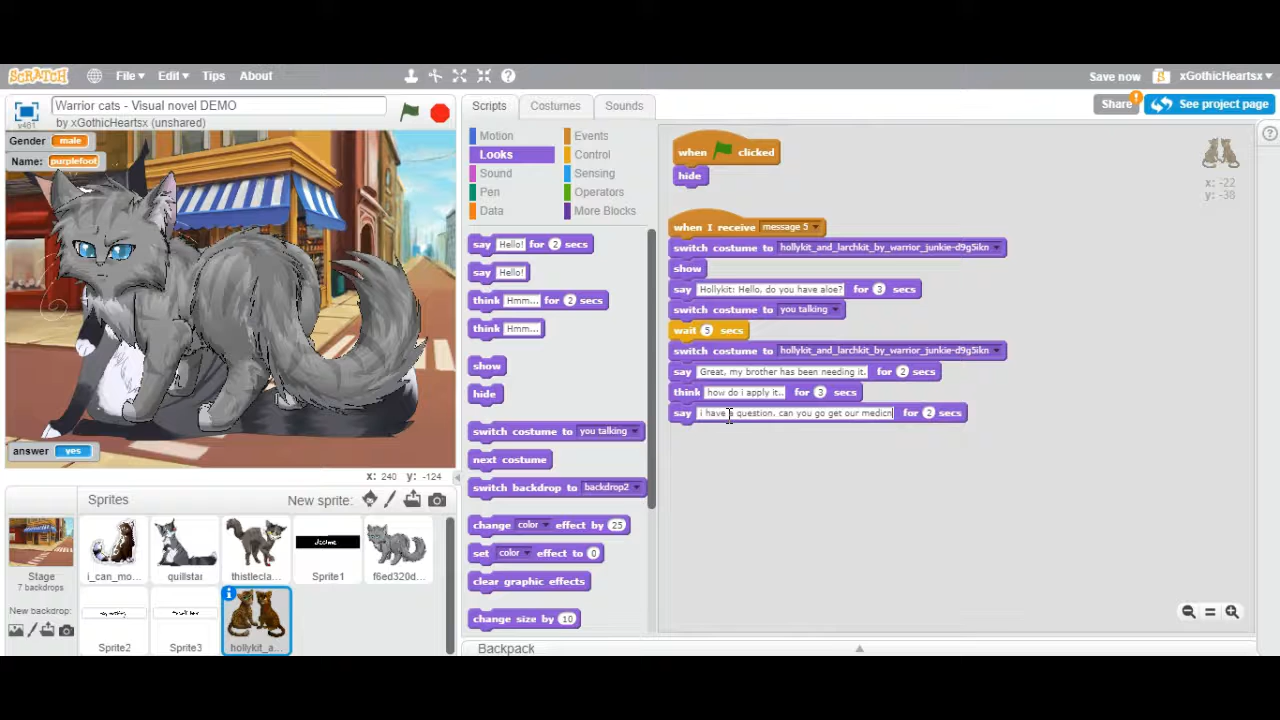 SCRATCH File Edit Tips About Save now xGothicHeartsx
v461 Warrior cats - Visual novel DEMO
by xGothicHeartsx (unshared)
Scripts Costumes Sounds Share See project page
Gender male
Name: purplefoot
answer yes
x: 240 y: -124
Motion Events
Looks Control
Sound Sensing
Pen Operators
Data More Blocks
say Hello! for 2 secs
say Hello!
think Hmm... for 2 secs
think Hmm...
show
hide
switch costume to you talking
next costume
switch backdrop to backdrop2
change color effect by 25
set color effect to 0
clear graphic effects
change size by 10
when clicked
hide
when I receive message 5
switch costume to hollykit_and_larchkit_by_warrior_junkie-d9g5ikn
show
say Hollykit: Hello, do you have aloe? for 3 secs
switch costume to you talking
wait 5 secs
switch costume to hollykit_and_larchkit_by_warrior_junkie-d9g5ikn
say Great, my brother has been needing it. for 2 secs
think how do i apply it.. for 3 secs
say i have a question. can you go get our medicn for 2 secs
x: -22
y: -38
Sprites New sprite:
Stage
7 backdrops
New backdrop:
i_can_mo... quillstar thistlecla... Sprite1 f6ed320d...
Sprite2 Sprite3 hollykit_a...
Backpack